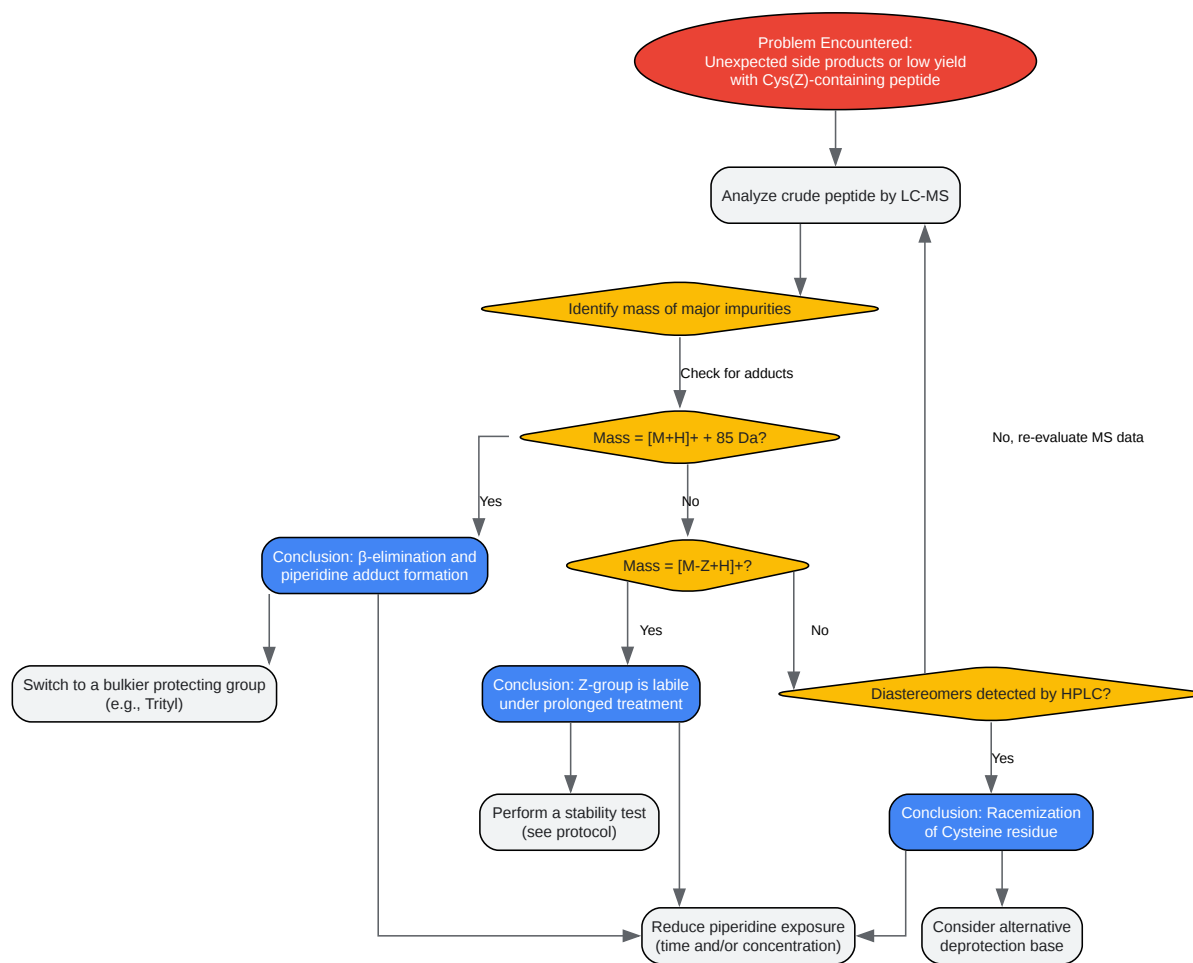 Problem Encountered:
Unexpected side products or low yield
with Cys(Z)-containing peptide
Analyze crude peptide by LC-MS
Identify mass of major impurities
Check for adducts
Mass = [M+H]+ + 85 Da?
No, re-evaluate MS data
Yes
No
Conclusion: β-elimination and
piperidine adduct formation
Mass = [M-Z+H]+?
Yes
No
Switch to a bulkier protecting group
(e.g., Trityl)
Conclusion: Z-group is labile
under prolonged treatment
Diastereomers detected by HPLC?
Yes
Perform a stability test
(see protocol)
Conclusion: Racemization
of Cysteine residue
Reduce piperidine exposure
(time and/or concentration)
Consider alternative
deprotection base